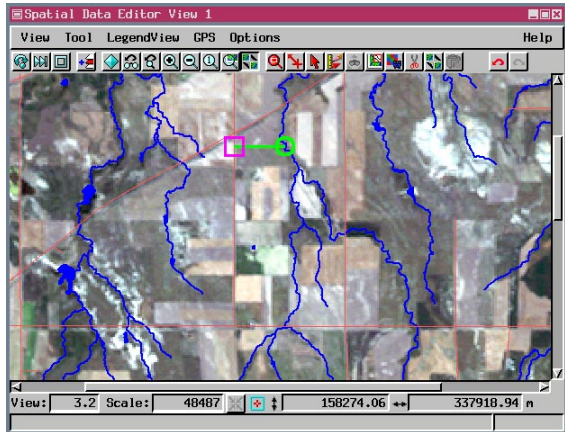 Spatial Data Editor View 1
View Tool LegendView GPS Options Help
View: 3.2 Scale: 48487 158274.06 337918.94 m